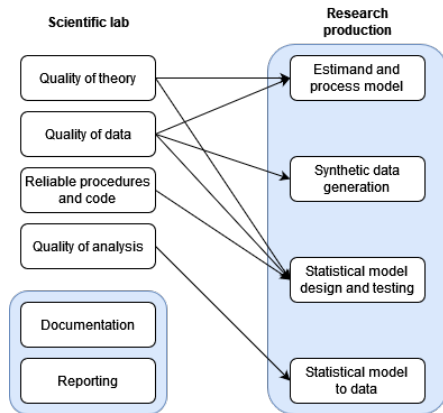 Scientific lab
Research
production
Quality of theory
Estimand and
process model
Quality of data
Synthetic data
generation
Reliable procedures
and code
Quality of analysis
Statistical model
design and testing
Documentation
Reporting
Statistical model
to data